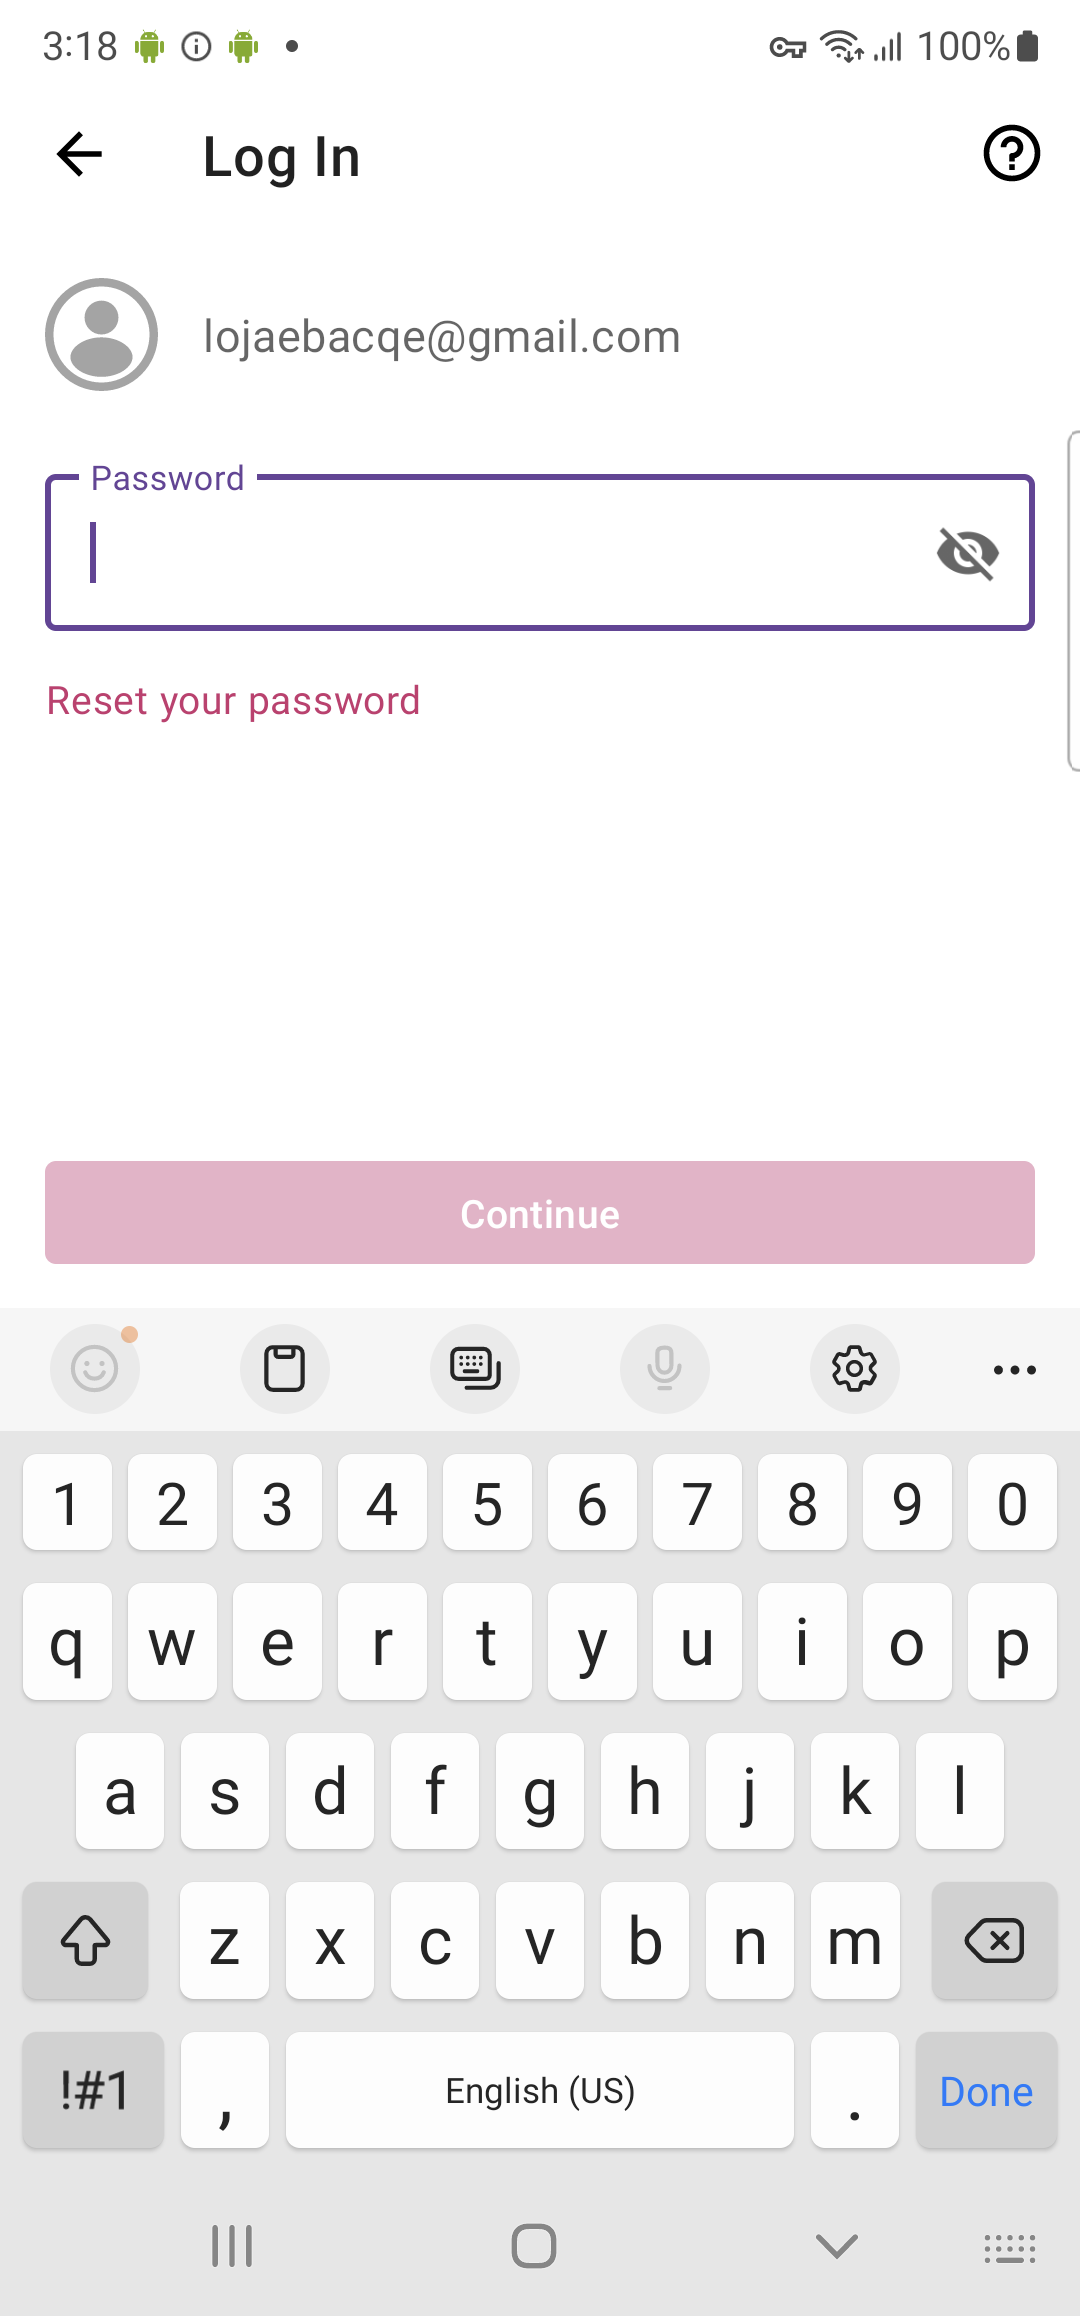 3:18
100%
Log In
lojaebacqe@gmail.com
Password
Reset your password
Continue
1 2 3 4 5 6 7 8 9 0
q w e r t y u i o p
a s d f g h j k l
z x c v b n m
!#1 , English (US) . Done